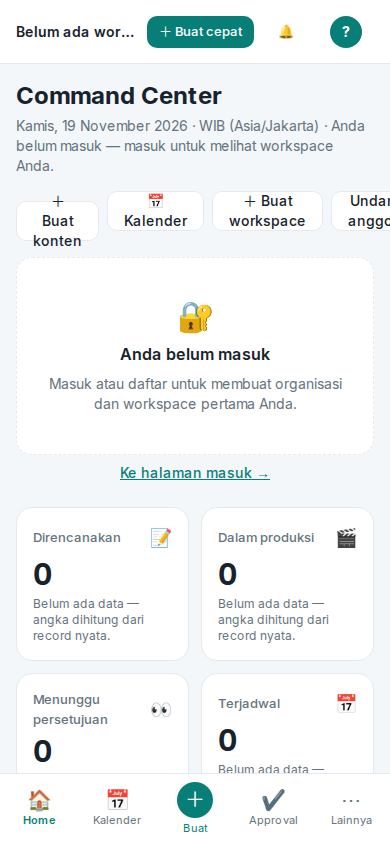 Belum ada wor...
+ Buat cepat
?
Command Center
Kamis, 19 November 2026 · WIB (Asia/Jakarta) · Anda
belum masuk — masuk untuk melihat workspace
Anda.
+
Buat
konten
Kalender
+ Buat
workspace
Undan
anggo
Anda belum masuk
Masuk atau daftar untuk membuat organisasi
dan workspace pertama Anda.
Ke halaman masuk →
Direncanakan
0
Belum ada data —
angka dihitung dari
record nyata.
Dalam produksi
0
Belum ada data —
angka dihitung dari
record nyata.
Menunggu
persetujuan
0
Terjadwal
0
Belum ada data —
Home
Kalender
+
Buat
Approval
Lainnya